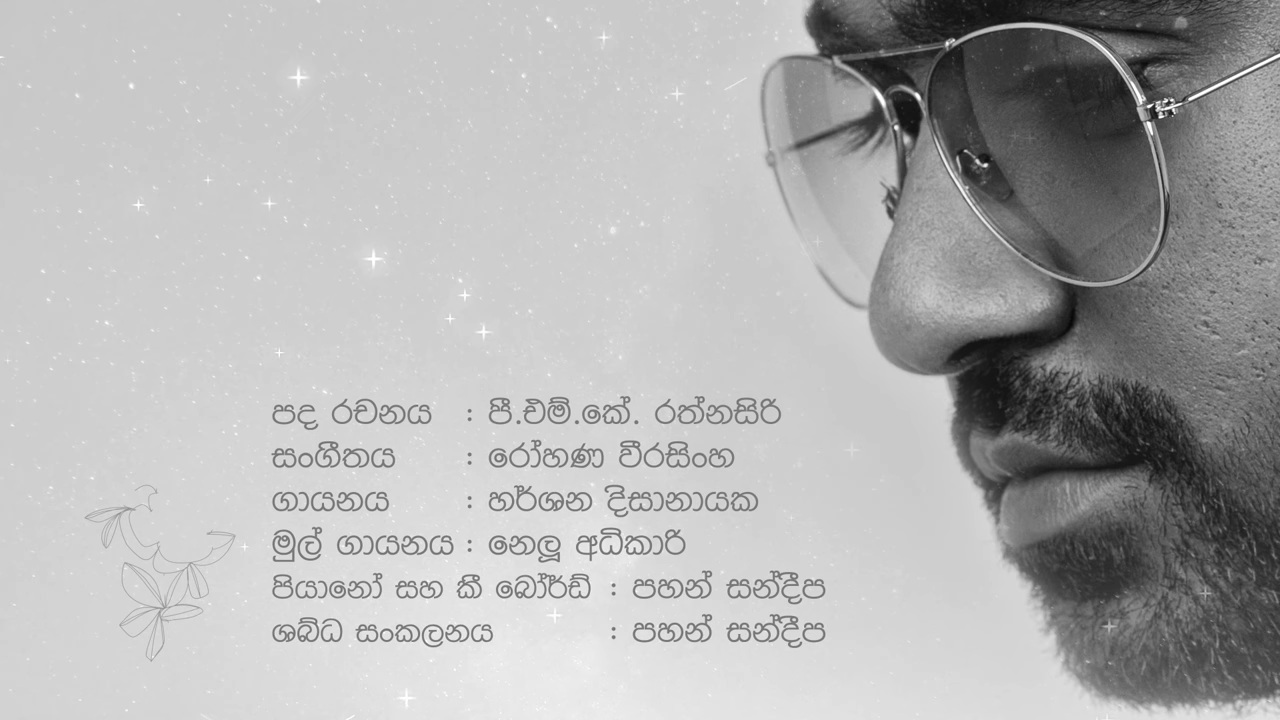 පද රචනය : පී.එම්.කේ. රත්නසිරි
සංගීතය : රෝහණ වීරසිංහ
ගායනය : හර්ශන දිසානායක
මුල් ගායනය : නෙලූ අධිකාරි
පියානෝ සහ කී බෝර්ඩ් : පහන් සන්දීප
ශබ්ධ සංකලනය : පහන් සන්දීප